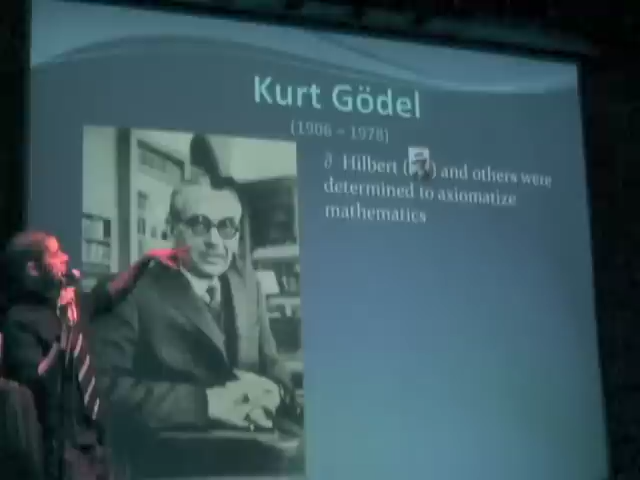 Kurt Gödel
(1906 – 1978)
∂ Hilbert ( ) and others were
determined to axiomatize
mathematics